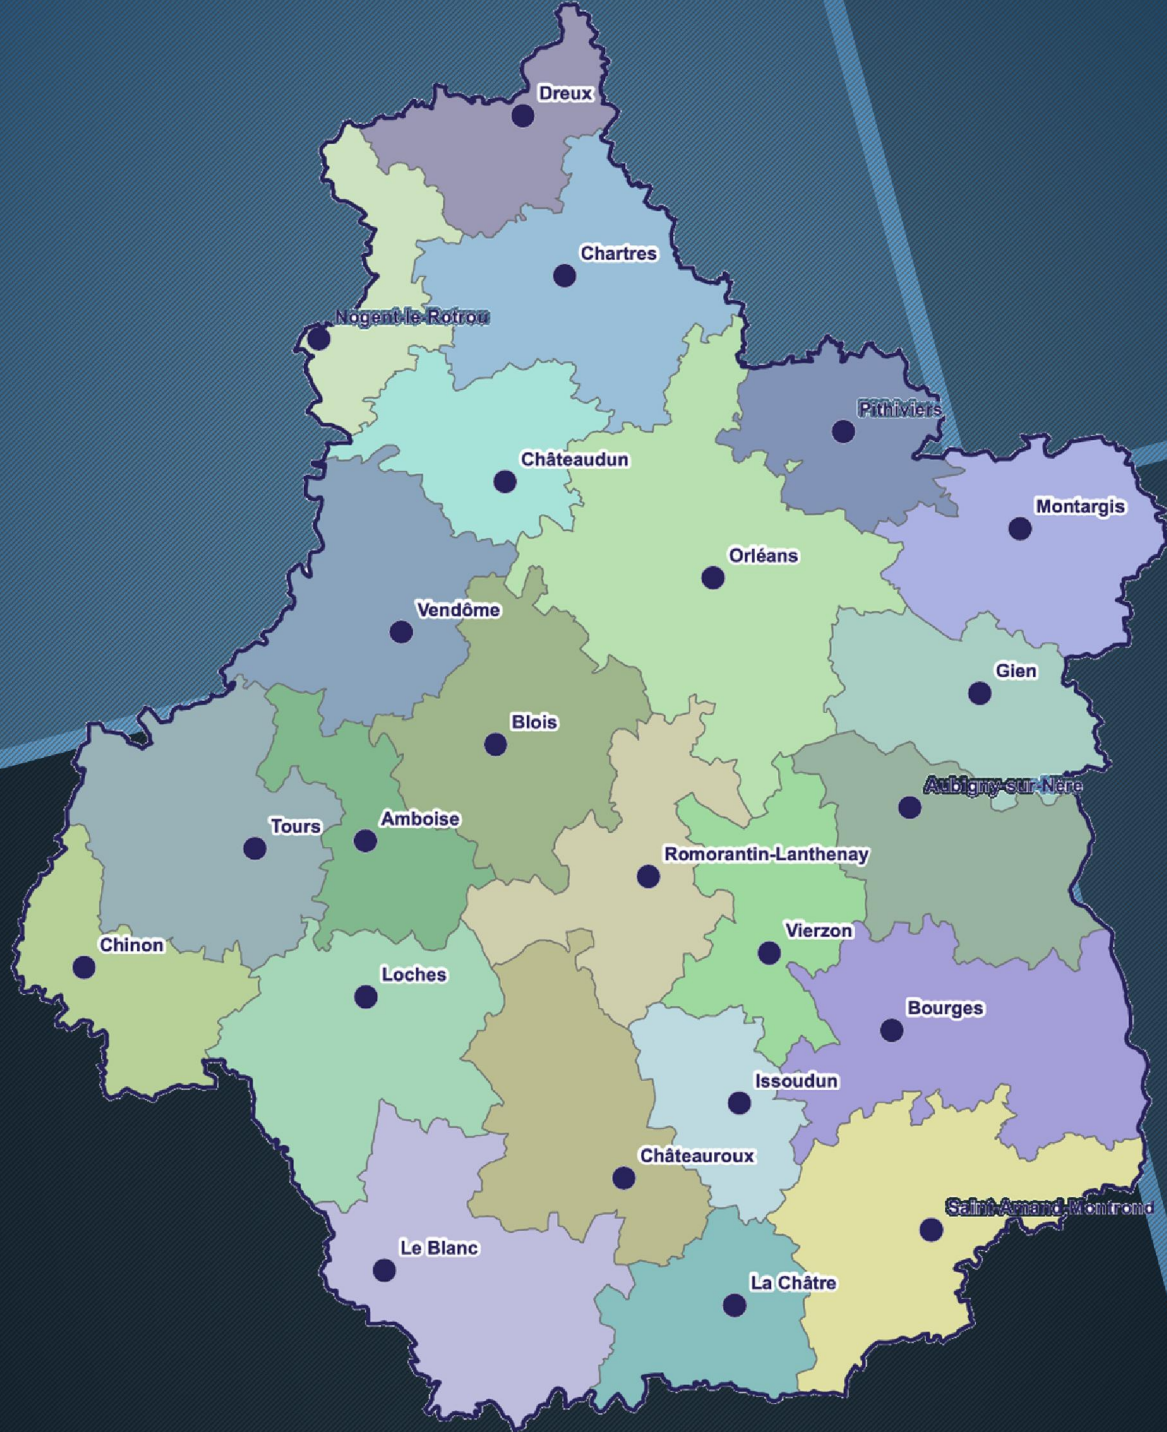 Dreux
Chartres
Nogent-le-Rotrou
Pithiviers
Châteaudun
Montargis
Orléans
Vendôme
Gien
Blois
Aubigny-sur-Nère
Amboise
Tours
Romorantin-Lanthenay
Vierzon
Chinon
Loches
Bourges
Issoudun
Châteauroux
Saint-Amand-Montrond
Le Blanc
La Châtre